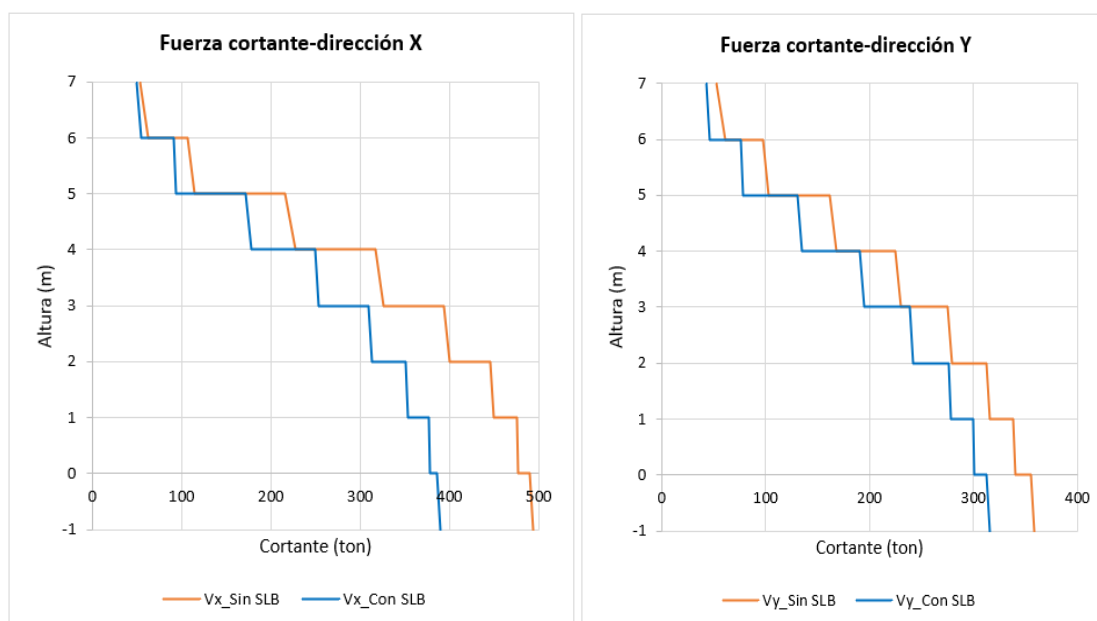 Fuerza cortante-dirección X
7
6
5
4
3
2
1
0
-1
Altura (m)
0 100 200 300 400 500
Cortante (ton)
Vx_Sin SLB Vx_Con SLB
Fuerza cortante-dirección Y
7
6
5
4
3
2
1
0
-1
Altura (m)
0 100 200 300 400
Cortante (ton)
Vy_Sin SLB Vy_Con SLB